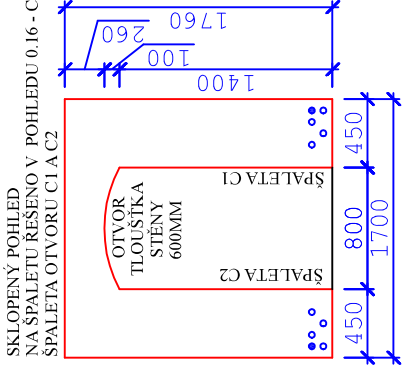 SKLOPENÝ POHLED
NA ŠPALETU ŘEŠENO V POHLEDU 0.16 - C
ŠPALETA OTVORU C1 A C2
1760
260
100
1400
OTVOR
TLOUŠŤKA
STĚNY
600MM
ŠPALETA C1
ŠPALETA C2
450
800
450
1700